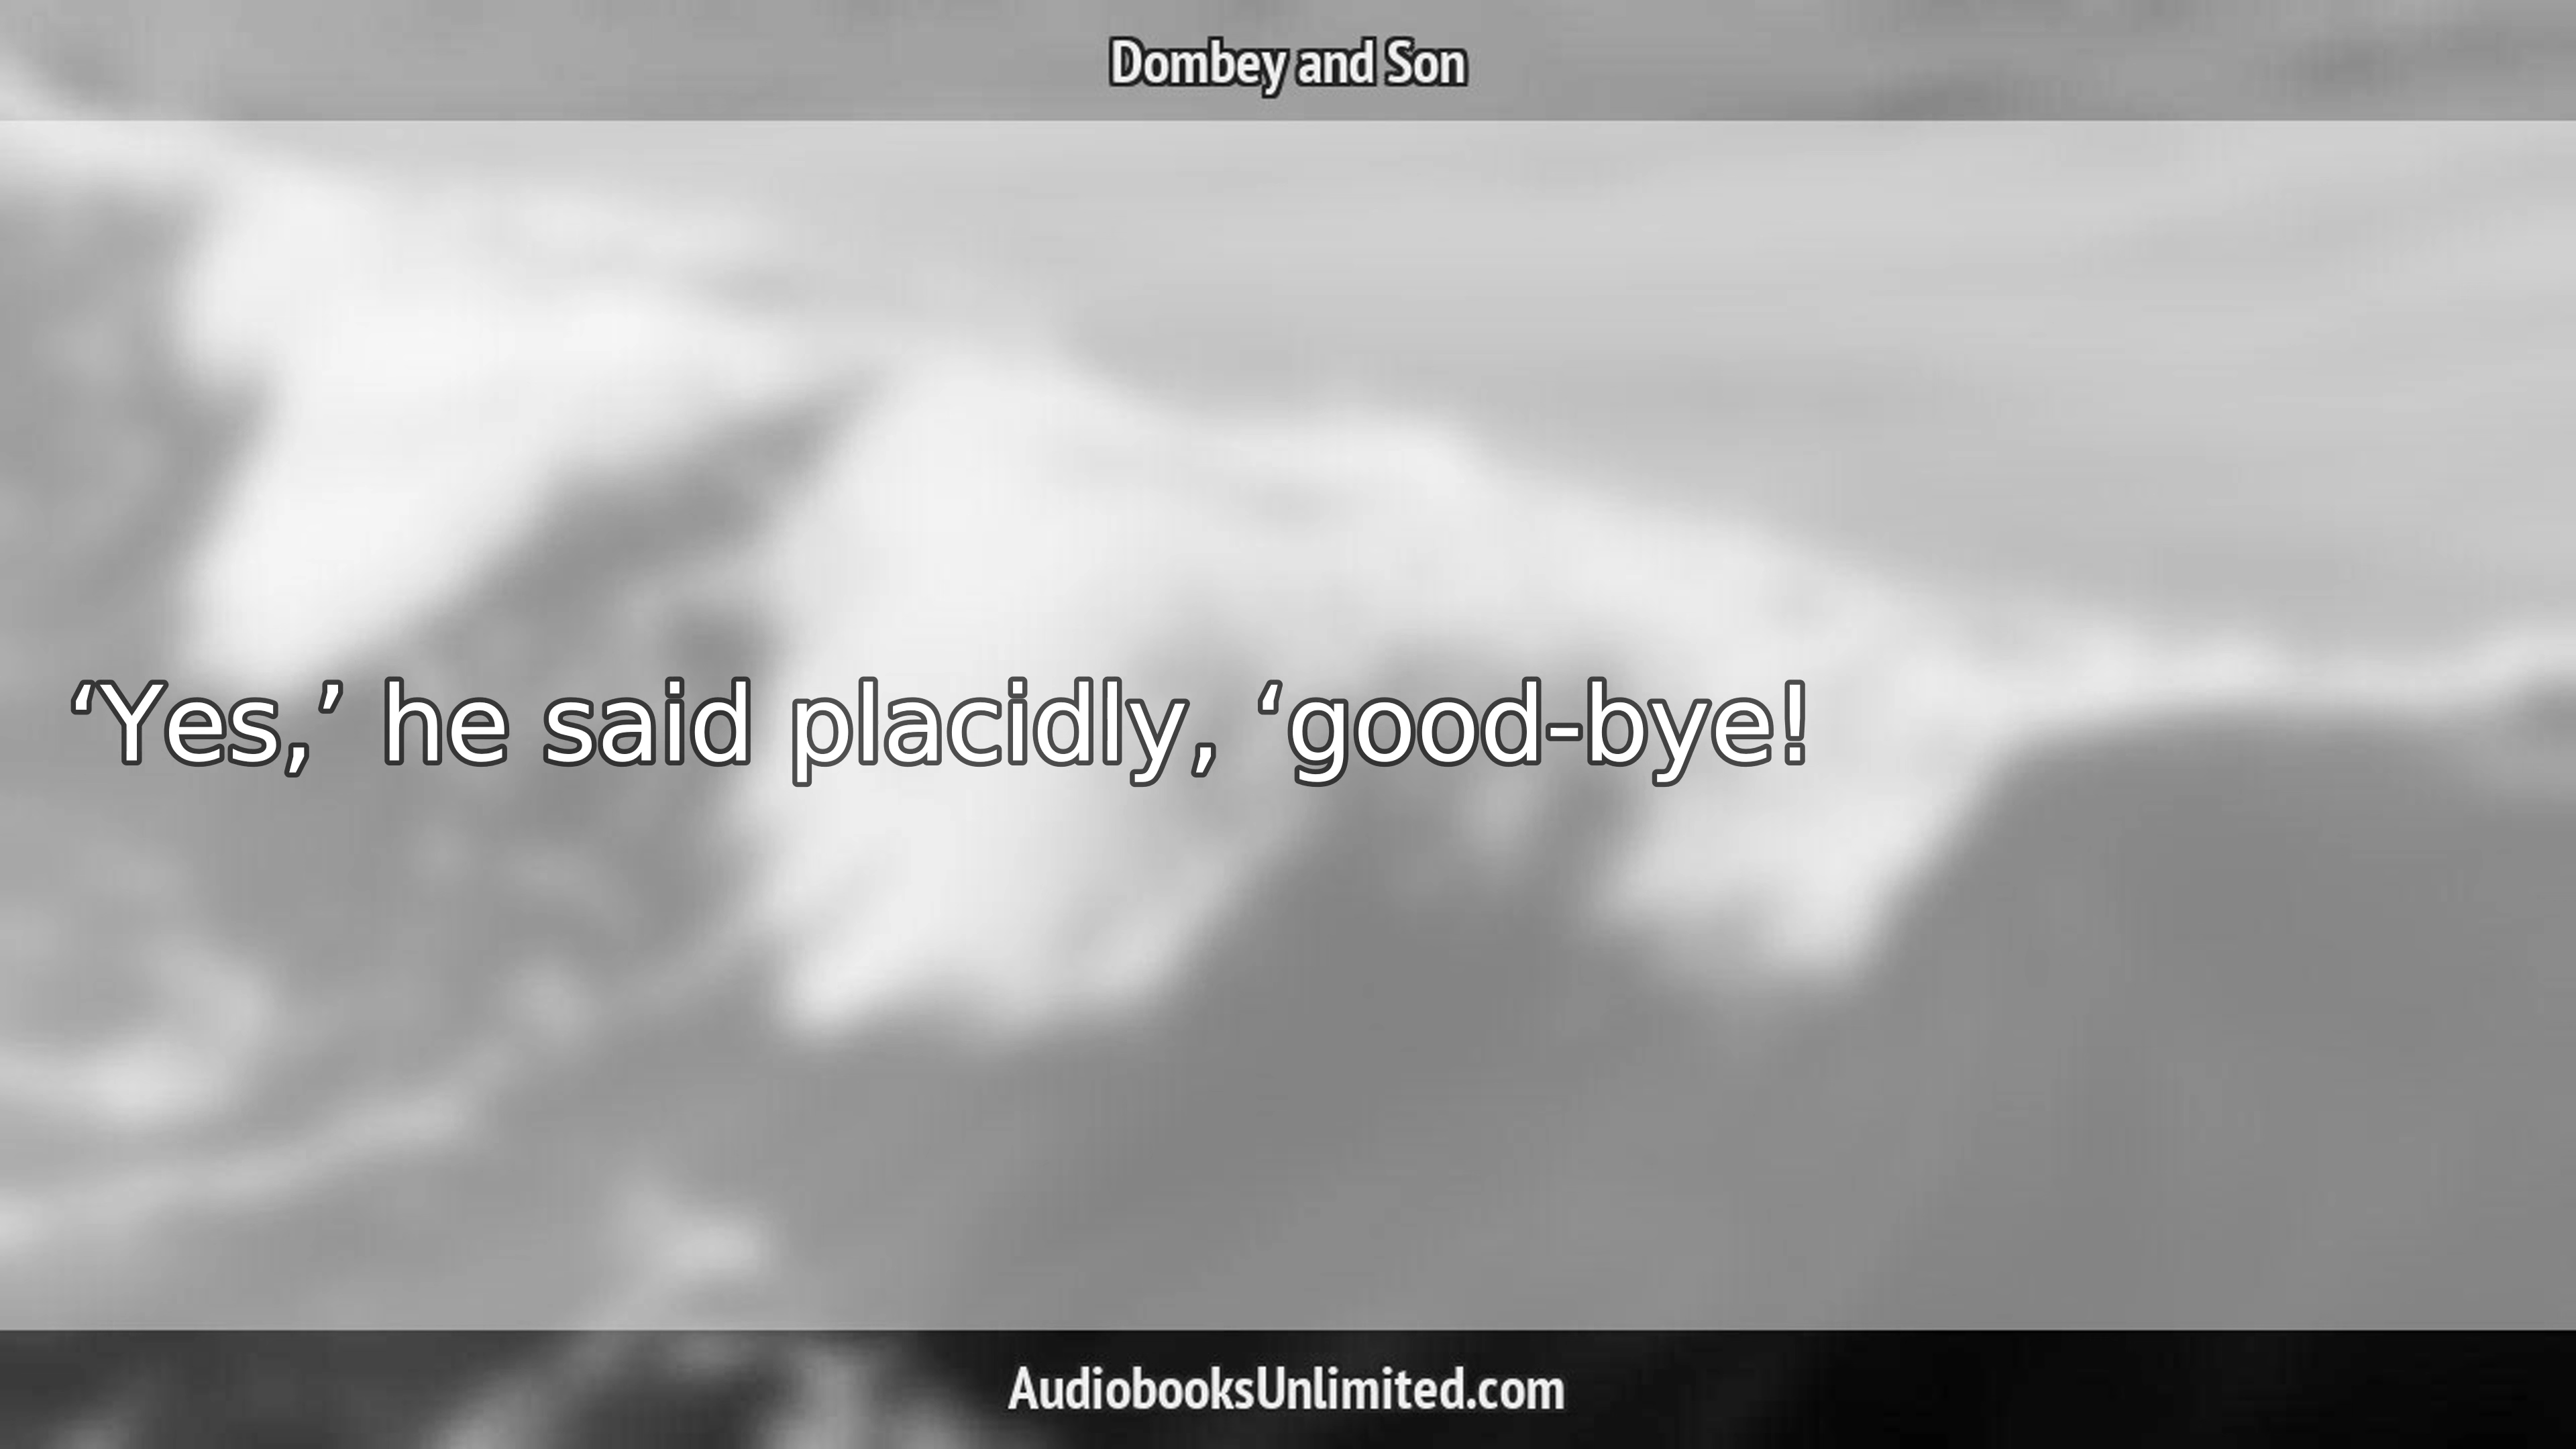 Dombey and Son
‘Yes,’ he said placidly, ‘good-bye!
AudiobooksUnlimited.com